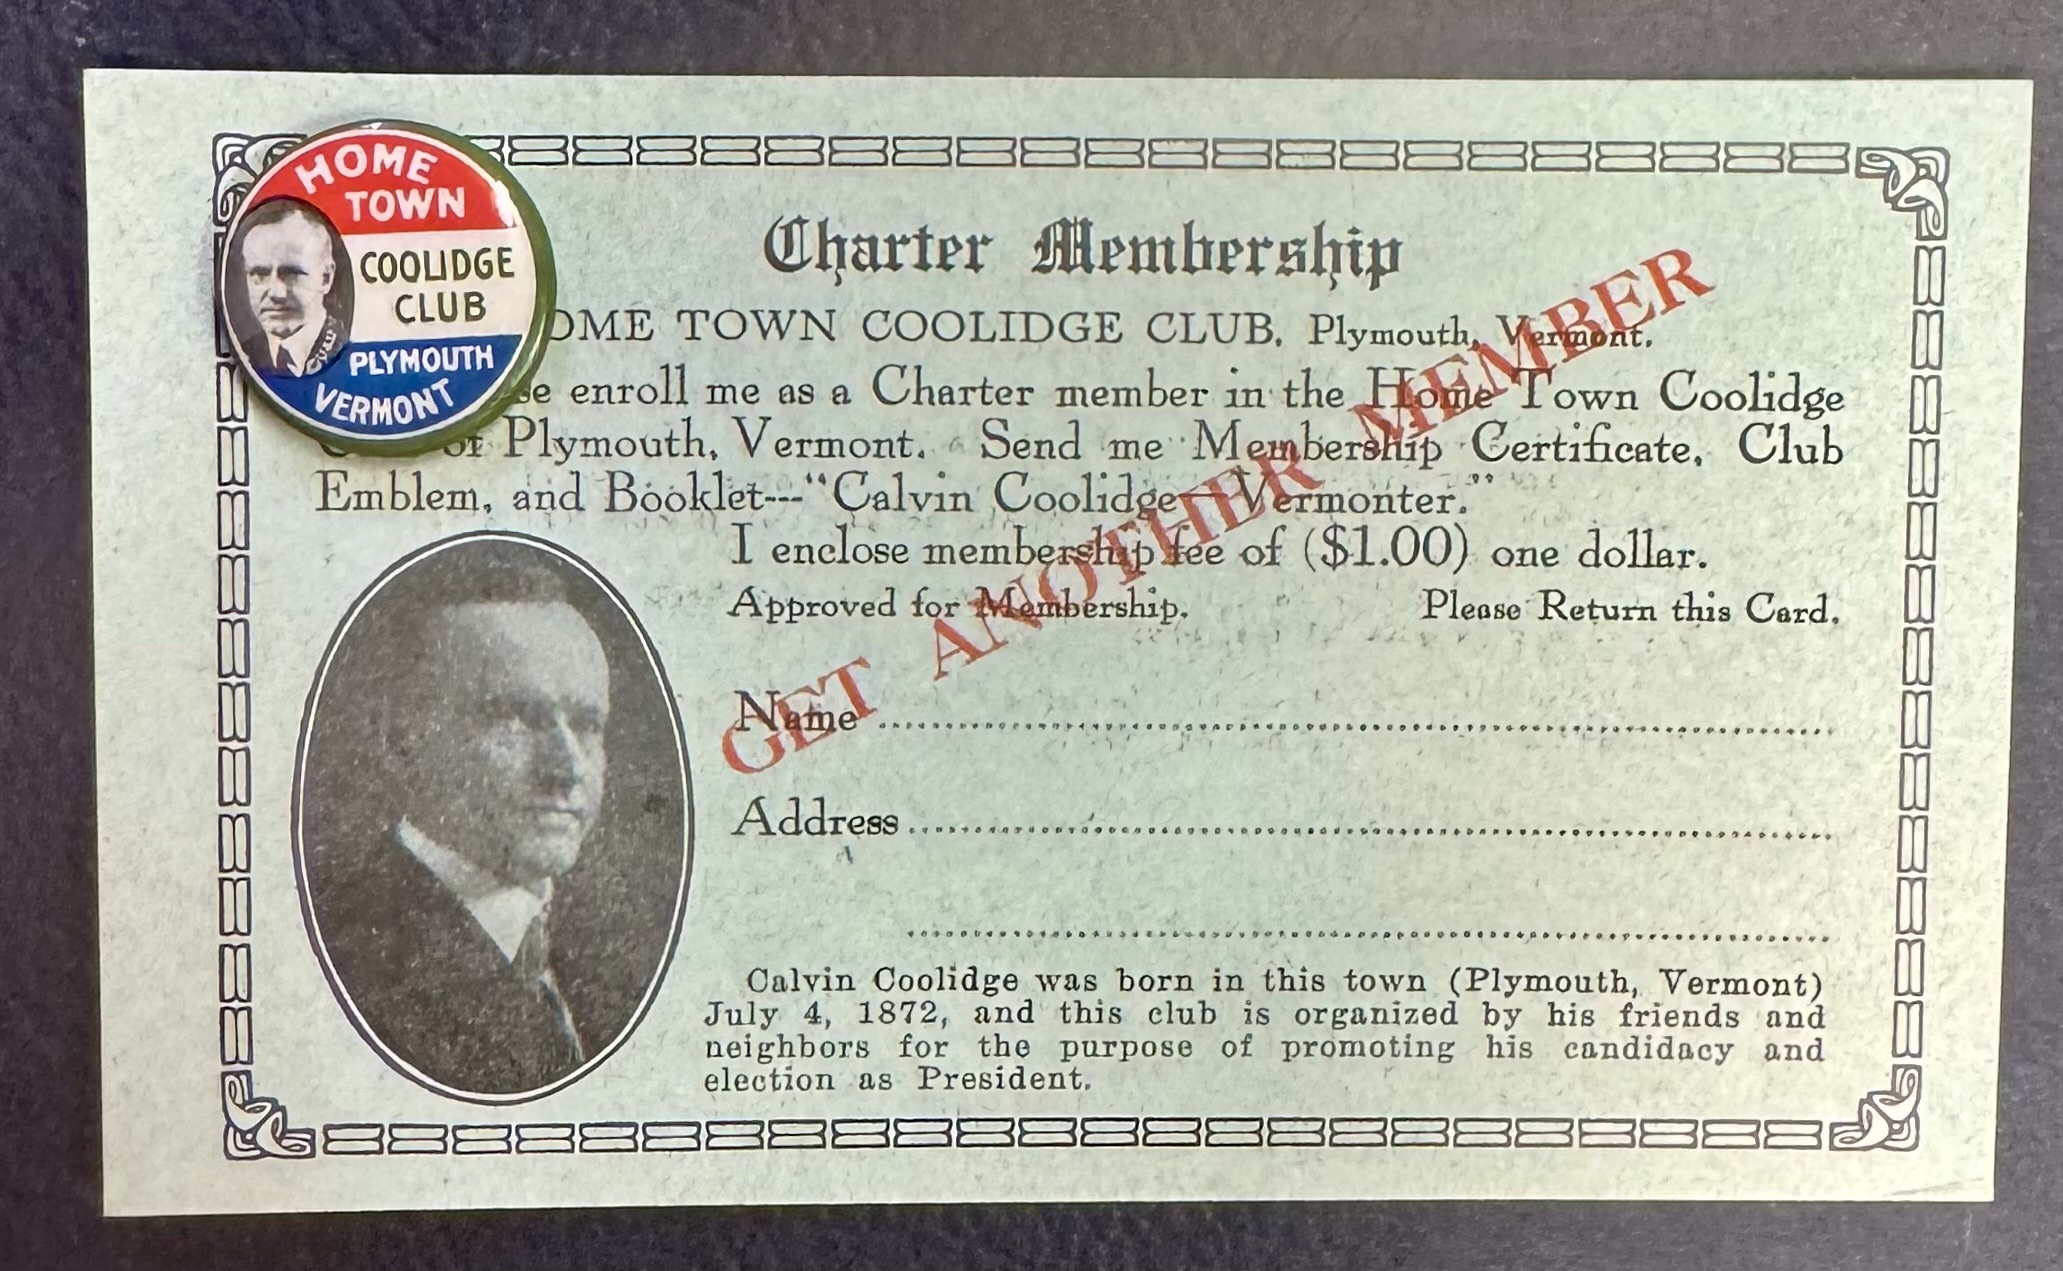 HOME
TOWN
COOLIDGE
CLUB
PLYMOUTH
VERMONT
Charter Membership
OME TOWN COOLIDGE CLUB, Plymouth, Vermont.
se enroll me as a Charter member in the Home Town Coolidge
of Plymouth, Vermont. Send me Membership Certificate, Club
Emblem, and Booklet---"Calvin Coolidge—Vermonter."
I enclose membership fee of ($1.00) one dollar.
Approved for Membership. Please Return this Card.
GET ANOTHER MEMBER
Name
Address
Calvin Coolidge was born in this town (Plymouth, Vermont)
July 4, 1872, and this club is organized by his friends and
neighbors for the purpose of promoting his candidacy and
election as President.